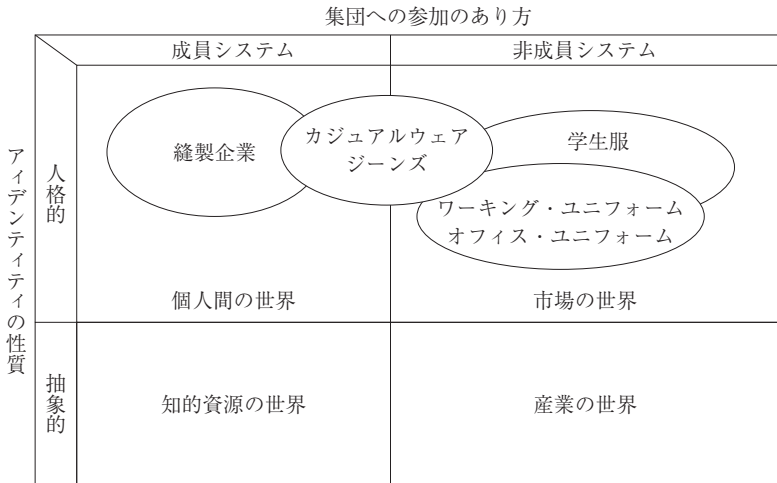 集団への参加のあり方
成員システム
非成員システム
アイデンティティの性質
人格的
縫製企業
カジュアルウェア
ジーンズ
学生服
ワーキング・ユニフォーム
オフィス・ユニフォーム
個人間の世界
市場の世界
抽象的
知的資源の世界
産業の世界